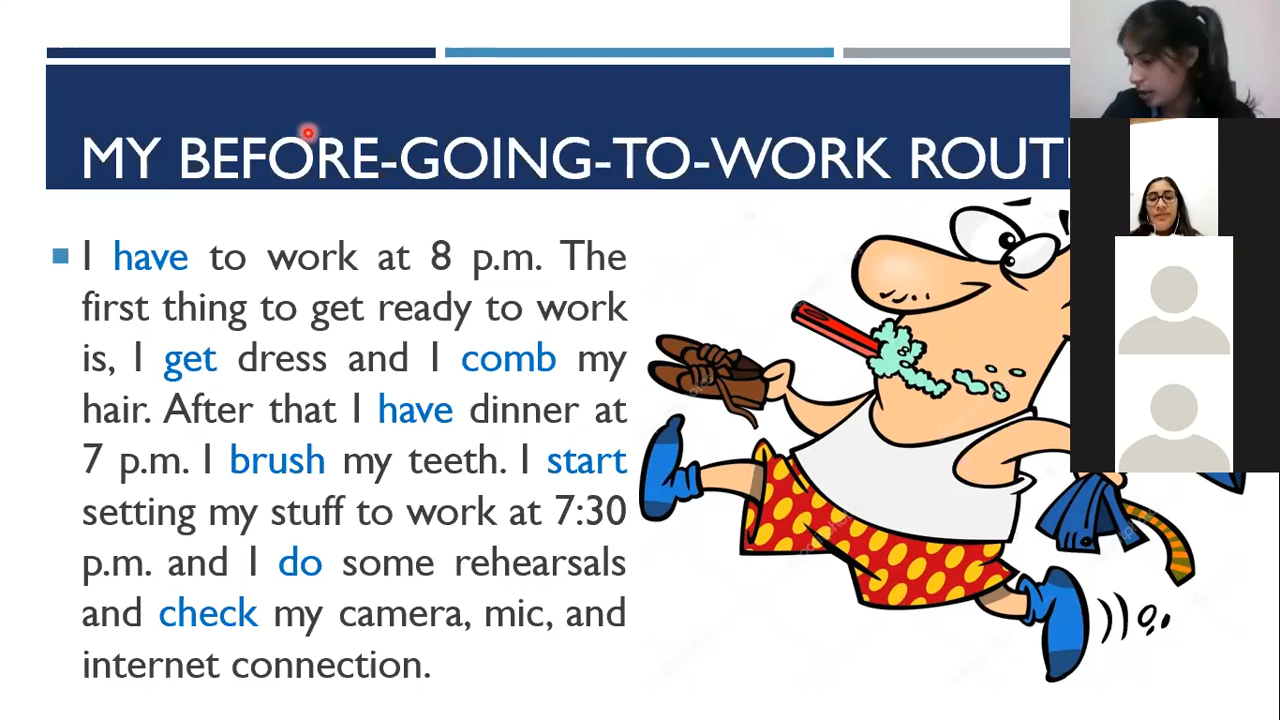 MY BEFORE-GOING-TO-WORK ROUTI
I have to work at 8 p.m. The
first thing to get ready to work
is, I get dress and I comb my
hair. After that I have dinner at
7 p.m. I brush my teeth. I start
setting my stuff to work at 7:30
p.m. and I do some rehearsals
and check my camera, mic, and
internet connection.